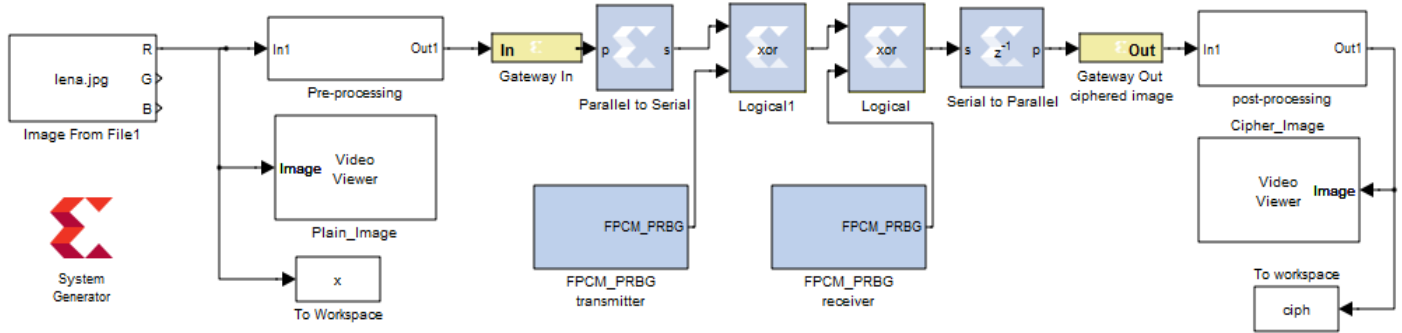 lena.jpg
R
G
B
Image From File1
In1
Out1
Pre-processing
In
Gateway In
p
s
Parallel to Serial
xor
Logical1
xor
Logical
s
z-1
p
Serial to Parallel
Out
Gateway Out
ciphered image
In1
Out1
post-processing
Cipher_Image
Image
Video
Viewer
Plain_Image
x
To Workspace
System
Generator
FPCM_PRBG
FPCM_PRBG
transmitter
FPCM_PRBG
FPCM_PRBG
receiver
Video
Viewer
Image
To workspace
ciph